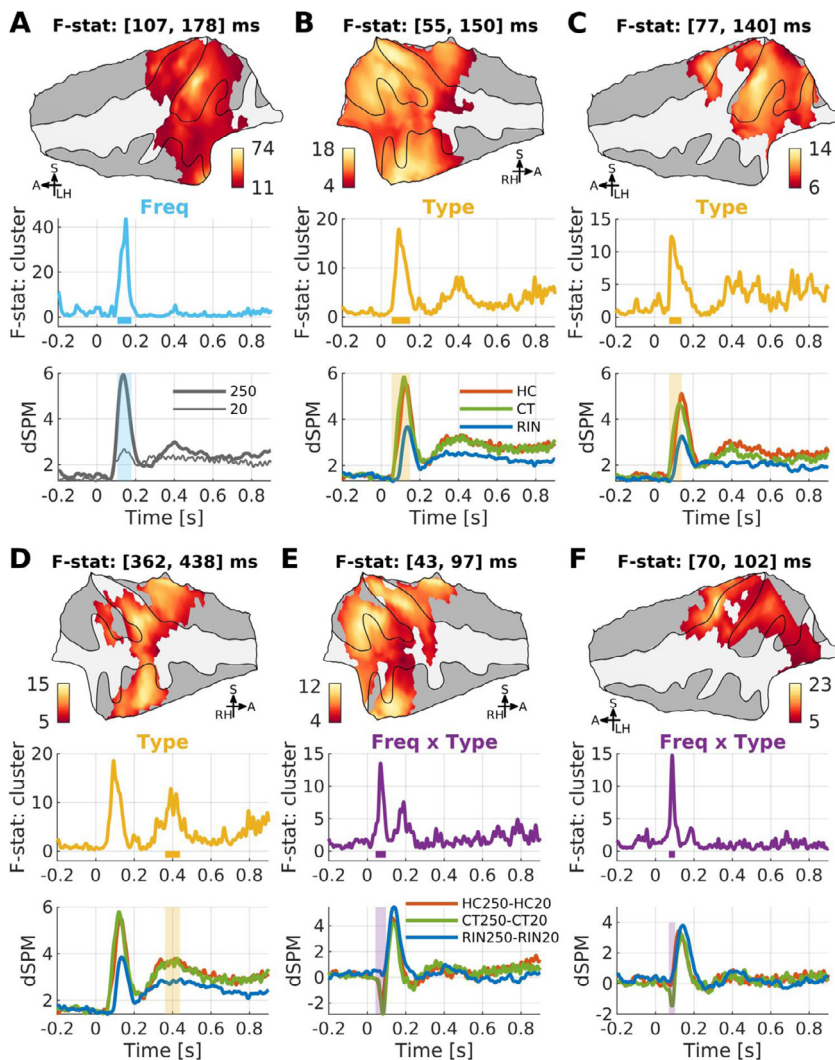 A F-stat: [107, 178] ms
74
11
S
A
LH
Freq
F-stat: cluster
40
20
0
-0.2 0 0.2 0.4 0.6 0.8
dSPM
6
4
2
250
20
-0.2 0 0.2 0.4 0.6 0.8
Time [s]
B F-stat: [55, 150] ms
18
4
S
RH A
Type
F-stat: cluster
20
10
0
-0.2 0 0.2 0.4 0.6 0.8
dSPM
6
4
2
HC
CT
RIN
-0.2 0 0.2 0.4 0.6 0.8
Time [s]
C F-stat: [77, 140] ms
14
6
S
A
LH
Type
F-stat: cluster
15
10
5
0
-0.2 0 0.2 0.4 0.6 0.8
dSPM
6
4
2
-0.2 0 0.2 0.4 0.6 0.8
Time [s]
D F-stat: [362, 438] ms
15
5
S
RH A
Type
F-stat: cluster
20
10
0
-0.2 0 0.2 0.4 0.6 0.8
dSPM
6
4
2
-0.2 0 0.2 0.4 0.6 0.8
Time [s]
E F-stat: [43, 97] ms
12
4
S
RH A
Freq x Type
F-stat: cluster
15
10
5
0
-0.2 0 0.2 0.4 0.6 0.8
dSPM
4
2
0
-2
HC250-HC20
CT250-CT20
RIN250-RIN20
-0.2 0 0.2 0.4 0.6 0.8
Time [s]
F F-stat: [70, 102] ms
23
5
S
A
LH
Freq x Type
F-stat: cluster
15
10
5
0
-0.2 0 0.2 0.4 0.6 0.8
dSPM
6
4
2
0
-2
-0.2 0 0.2 0.4 0.6 0.8
Time [s]